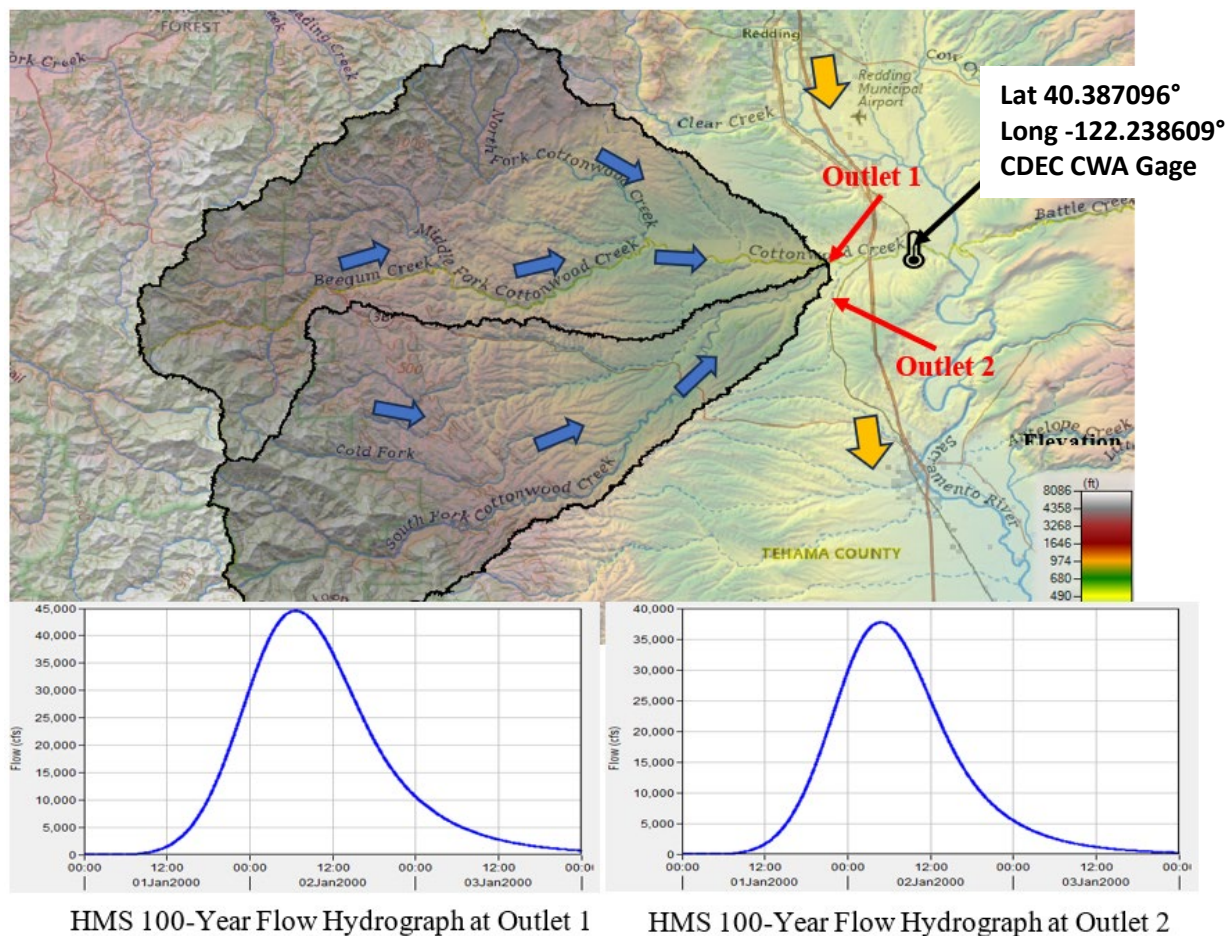 NATIONAL
FOREST
ork Creek
ading Creek
Creek
Redding
Cow
Redding
Municipal
Airport
Clear Creek
Lat 40.387096°
Long -122.238609°
CDEC CWA Gage
North
Fork Cottonwood Creek
Outlet 1
Battle Creek
Cottonwood Creek
Middle Fork Cottonwood Creek
Beegum Creek
Outlet 2
Cold Fork
South Fork Cottonwood Creek
Sacramento River
Antelope Creek
TEHAMA COUNTY
Elevation
(ft)
8086
4358
3268
1646
974
680
490
45,000
40,000
35,000
30,000
25,000
20,000
15,000
10,000
5,000
0
Flow (cfs)
00:00 12:00 00:00 12:00 00:00 12:00 00:0
01Jan2000 02Jan2000 03Jan2000
HMS 100-Year Flow Hydrograph at Outlet 1
40,000
35,000
30,000
25,000
20,000
15,000
10,000
5,000
0
Flow (cfs)
00:00 12:00 00:00 12:00 00:00 12:00 00:0
01Jan2000 02Jan2000 03Jan2000
HMS 100-Year Flow Hydrograph at Outlet 2